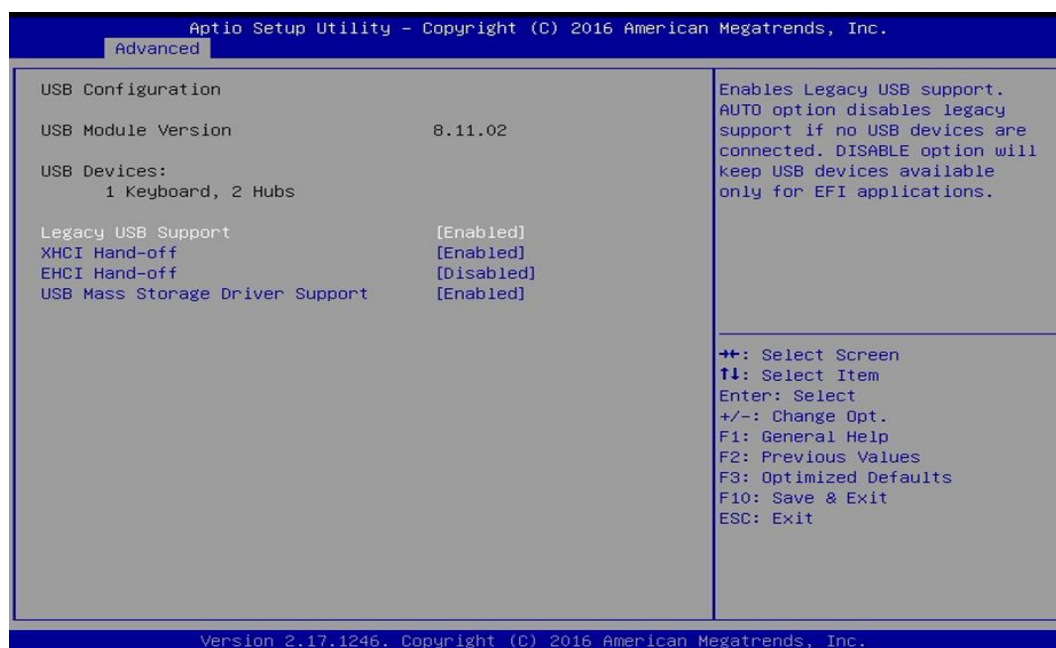 Aptio Setup Utility – Copyright (C) 2016 American Megatrends, Inc.
Advanced
USB Configuration
USB Module Version 8.11.02
USB Devices:
1 Keyboard, 2 Hubs
Legacy USB Support [Enabled]
XHCI Hand-off [Enabled]
EHCI Hand-off [Disabled]
USB Mass Storage Driver Support [Enabled]
Enables Legacy USB support.
AUTO option disables legacy
support if no USB devices are
connected. DISABLE option will
keep USB devices available
only for EFI applications.
→←: Select Screen
↑↓: Select Item
Enter: Select
+/-: Change Opt.
F1: General Help
F2: Previous Values
F3: Optimized Defaults
F10: Save & Exit
ESC: Exit
Version 2.17.1246. Copyright (C) 2016 American Megatrends, Inc.